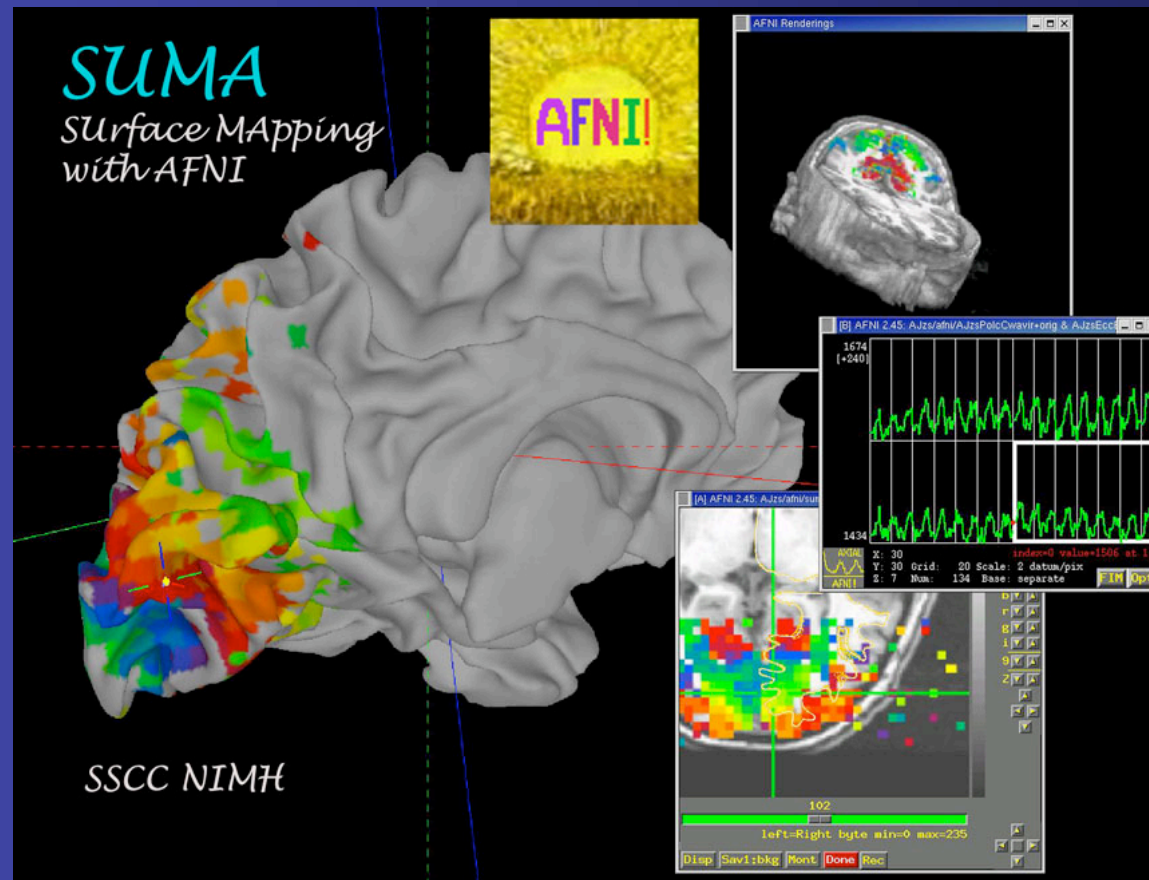 SUMA
SUrface MApping
with AFNI
AFNI!
AFNI Renderings
[B] AFNI 2.45: AJzs/afni/AJzsPolcCwavir+orig & AJzsEcc
1674
[+240]
1434
AXIAL
AFNI!
X: 30
Y: 30 Grid: 20 Scale: 2 datum/pix
Z: 7 Num: 134 Base: separate
index=0 value=1506 at 1
FIM Opt
[A] AFNI 2.45: AJzs/afni/sur
b
r
g
i
9
Z
102
left=Right byte min=0 max=235
Disp Sav1:bkg Mont Done Rec
SSCC NIMH